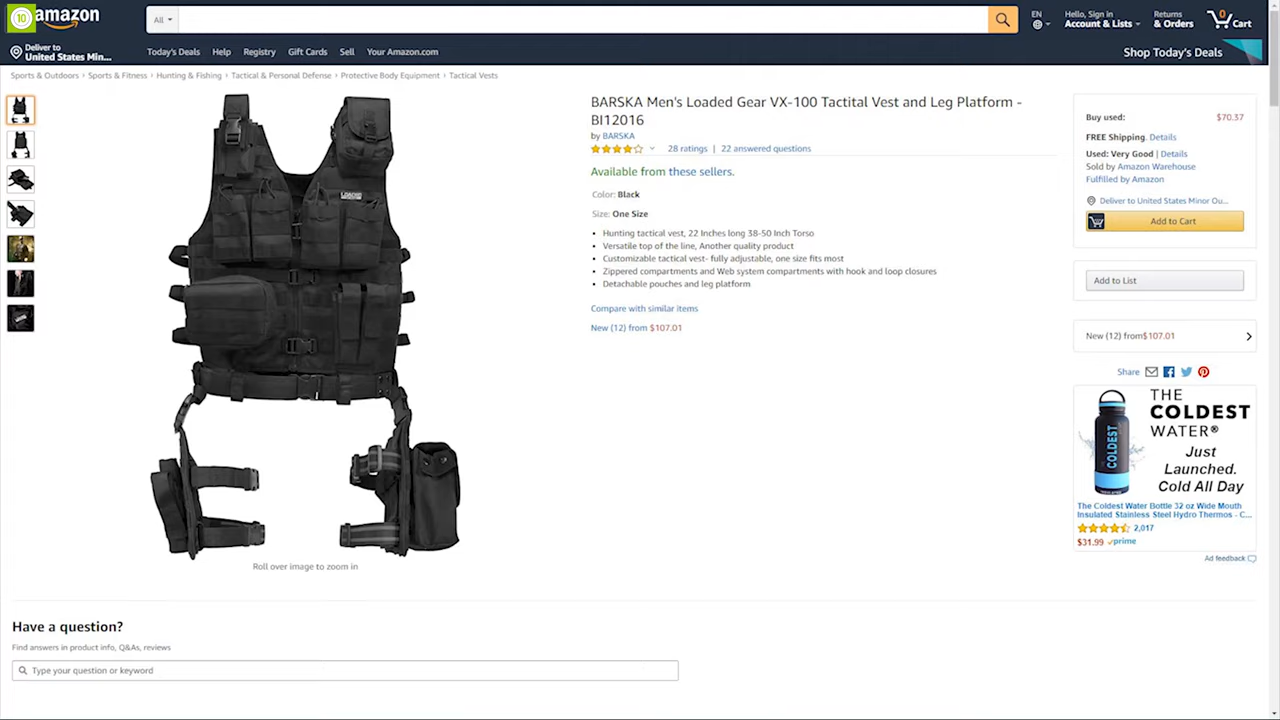 10
amazon
All
EN
Hello, Sign in
Account & Lists
Returns
& Orders
0
Cart
Deliver to
United States Min...
Today's Deals
Help
Registry
Gift Cards
Sell
Your Amazon.com
Shop Today's Deals
Sports & Outdoors › Sports & Fitness › Hunting & Fishing › Tactical & Personal Defense › Protective Body Equipment › Tactical Vests
BARSKA Men's Loaded Gear VX-100 Tactital Vest and Leg Platform -
BI12016
by BARSKA
28 ratings | 22 answered questions
Available from these sellers.
Color: Black
Size: One Size
• Hunting tactical vest, 22 Inches long 38-50 Inch Torso
• Versatile top of the line, Another quality product
• Customizable tactical vest- fully adjustable, one size fits most
• Zippered compartments and Web system compartments with hook and loop closures
• Detachable pouches and leg platform
Compare with similar items
New (12) from $107.01
LOADED
Roll over image to zoom in
Buy used: $70.37
FREE Shipping. Details
Used: Very Good | Details
Sold by Amazon Warehouse
Fulfilled by Amazon
Deliver to United States Minor Ou...
Add to Cart
Add to List
New (12) from$107.01
Share
COLDEST
THE
COLDEST
WATER®
Just
Launched.
Cold All Day
The Coldest Water Bottle 32 oz Wide Mouth
Insulated Stainless Steel Hydro Thermos - C...
2,017
$31.99 prime
Ad feedback
Have a question?
Find answers in product info, Q&As, reviews
Type your question or keyword